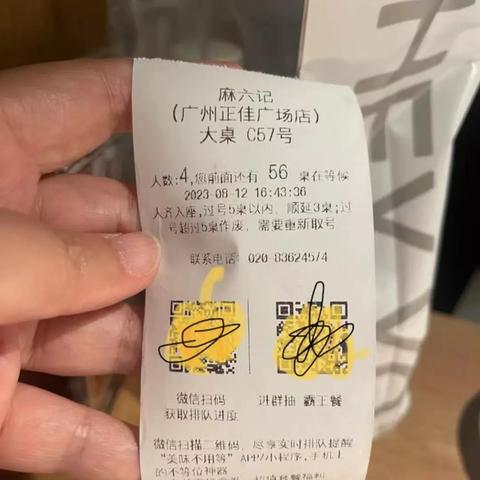 麻六记
(广州正佳广场店)
大桌 C57号
人数:4,您前面还有 56 桌在等候
2023-08-12 16:43:36
人齐入座,过号5桌以内，顺延3桌;过
号超过5桌作废，需要重新取号
联系电话: 020-83624574
微信扫码
获取排队进度
进群抽 霸王餐
微信扫描二维码，尽享实时排队提醒
"美味不用等" APP/小程序,手机上
的不等位神器
HEY